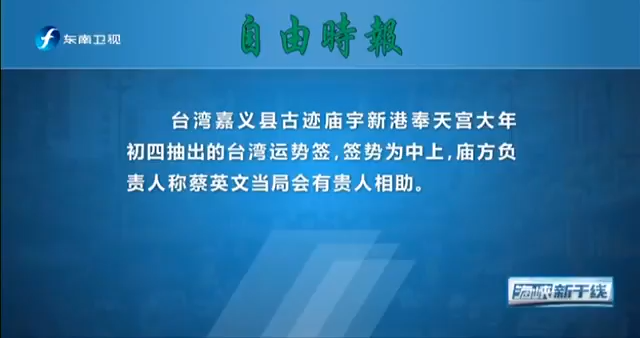 东南卫视
自由時報
台湾嘉义县古迹庙宇新港奉天宫大年
初四抽出的台湾运势签,签势为中上,庙方负
责人称蔡英文当局会有贵人相助。
海峡新干线